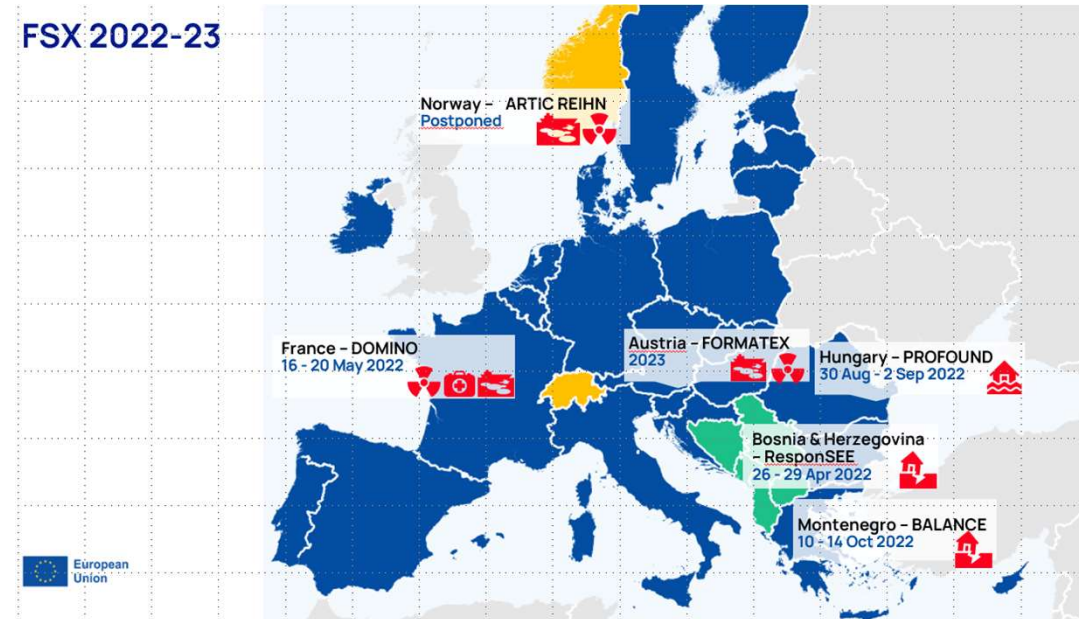 FSX 2022-23
Norway – ARTIC REIHN
Postponed
France – DOMINO
16 - 20 May 2022
Austria – FORMATEX
2023
Hungary – PROFOUND
30 Aug - 2 Sep 2022
Bosnia & Herzegovina
– ResponSEE
26 - 29 Apr 2022
Montenegro – BALANCE
10 - 14 Oct 2022
European
Union